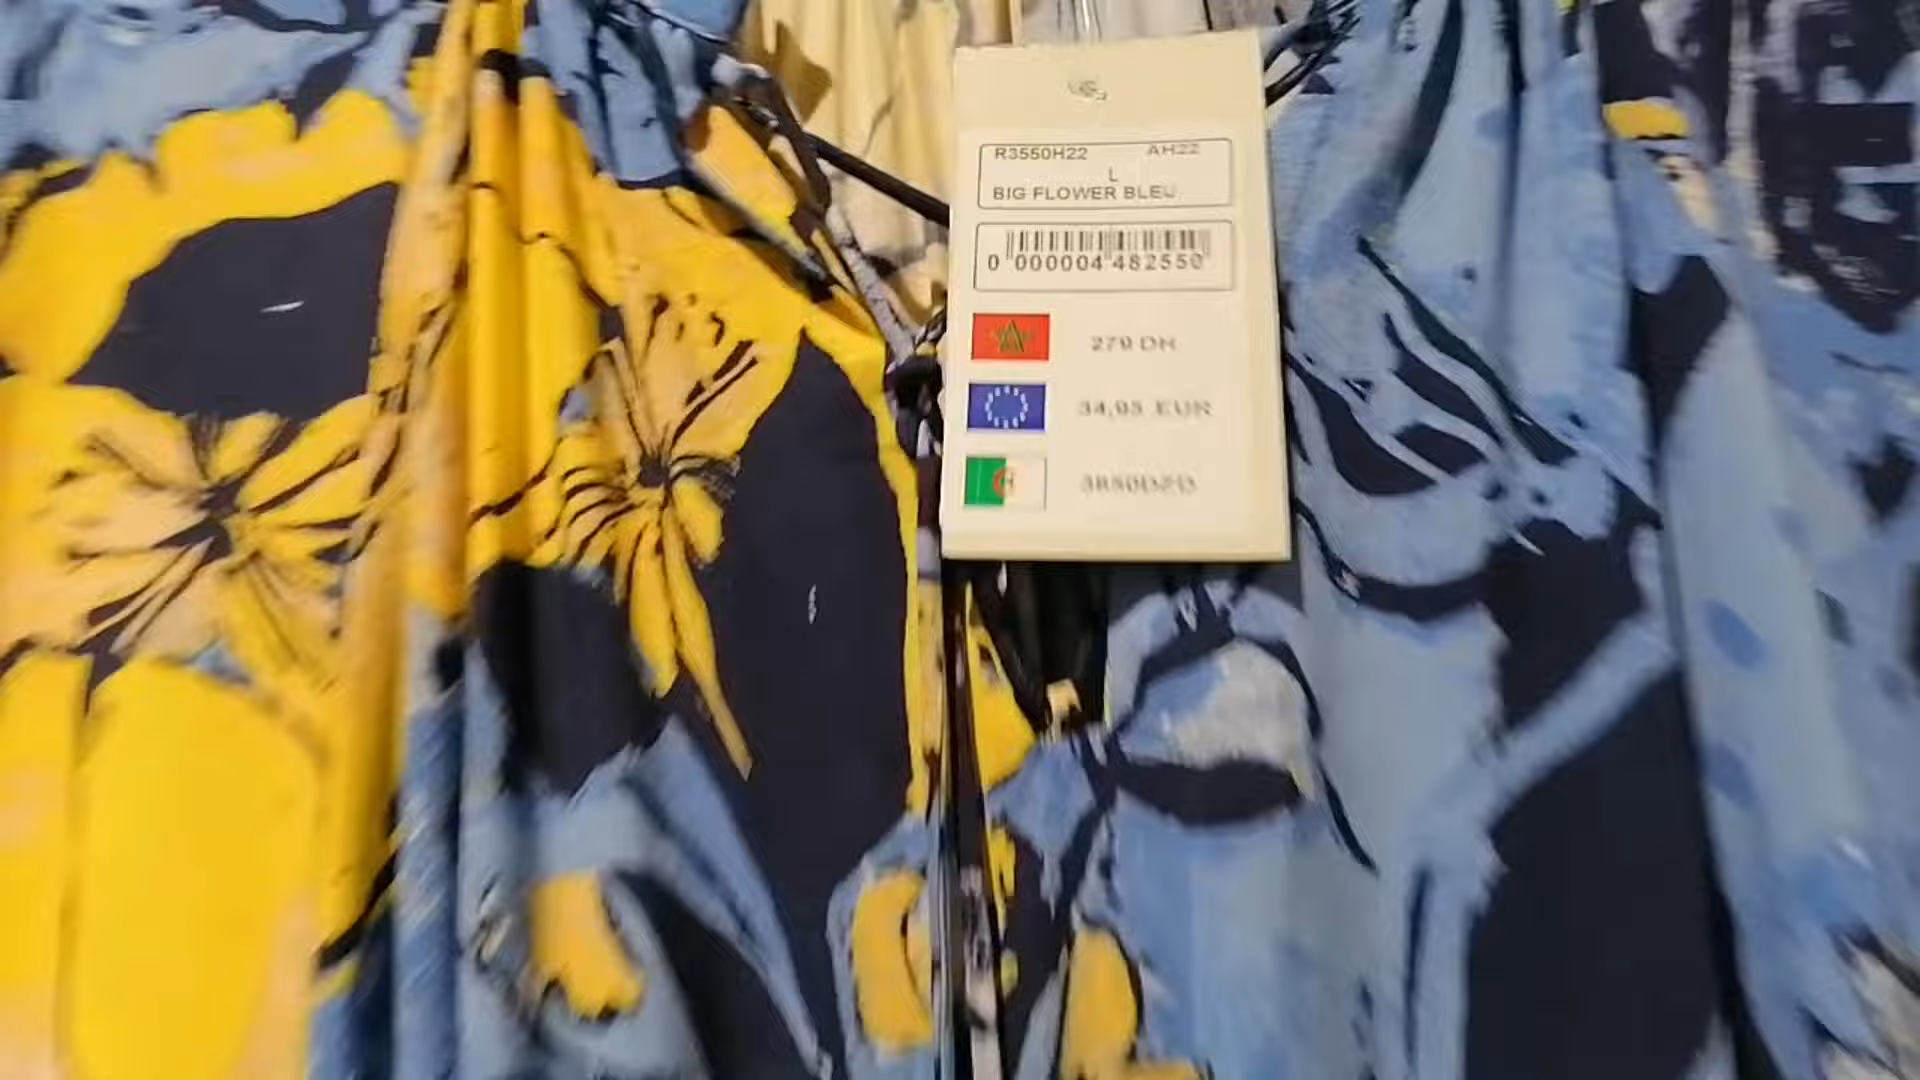 R3550H22 AH22
L
BIG FLOWER BLEU
0 000004 482550
279 DH
34,95 EUR
3850DZD